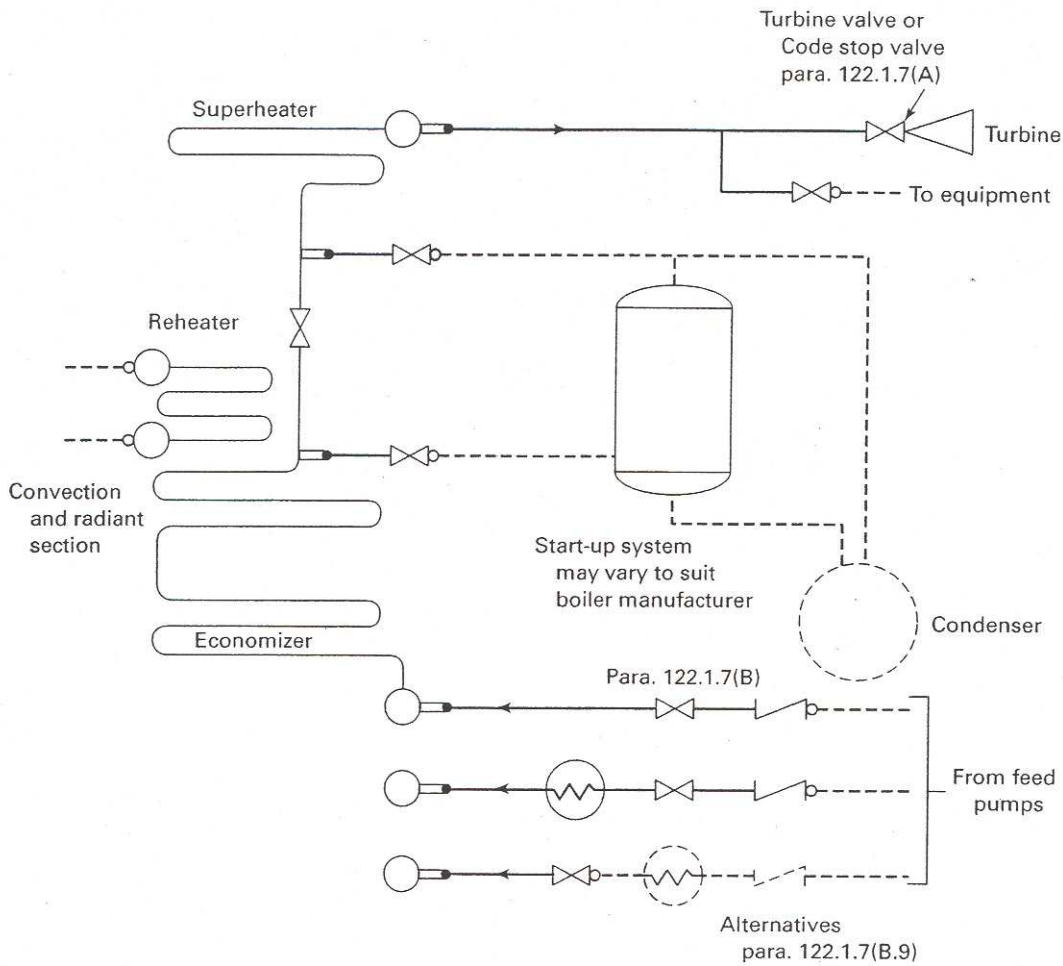 Turbine valve or
Code stop valve
para. 122.1.7(A)
Superheater
Turbine
To equipment
Reheater
Convection
and radiant
section
Start-up system
may vary to suit
boiler manufacturer
Condenser
Economizer
Para. 122.1.7(B)
From feed
pumps
Alternatives
para. 122.1.7(B.9)